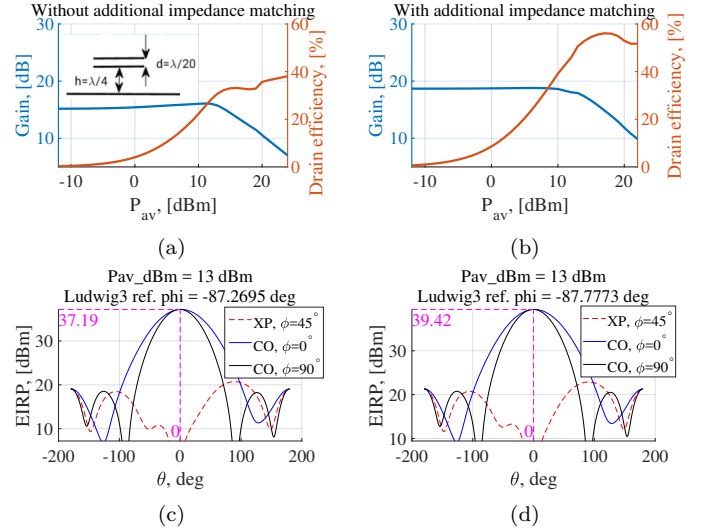 Without additional impedance matching
30
20
10
Gain, [dB]
d=λ/20
h=λ/4
60
40
20
0
Drain efficiency, [%]
-10 0 10 20
P_av, [dBm]
(a)
With additional impedance matching
30
20
10
Gain, [dB]
60
40
20
0
Drain efficiency, [%]
-10 0 10 20
P_av, [dBm]
(b)
Pav_dBm = 13 dBm
Ludwig3 ref. phi = -87.2695 deg
37.19
XP, ϕ=45°
CO, ϕ=0°
CO, ϕ=90°
30
20
10
EIRP, [dBm]
0
-200 -100 0 100 200
θ, deg
(c)
Pav_dBm = 13 dBm
Ludwig3 ref. phi = -87.7773 deg
39.42
XP, ϕ=45°
CO, ϕ=0°
CO, ϕ=90°
30
20
10
EIRP, [dBm]
0
-200 -100 0 100 200
θ, deg
(d)